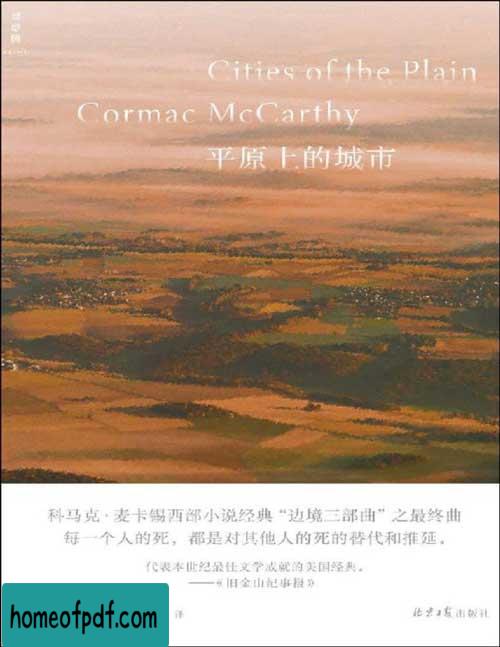 Cities of the Plain
Cormac McCarthy
平原上的城市
科马克·麦卡锡西部小说经典“边境三部曲”之最终曲
每一个人的死，都是对其他人的死的替代和推延。
代表本世纪最佳文学成就的美国经典。
——《旧金山纪事报》
译
北京日报出版社
homeofpdf.com